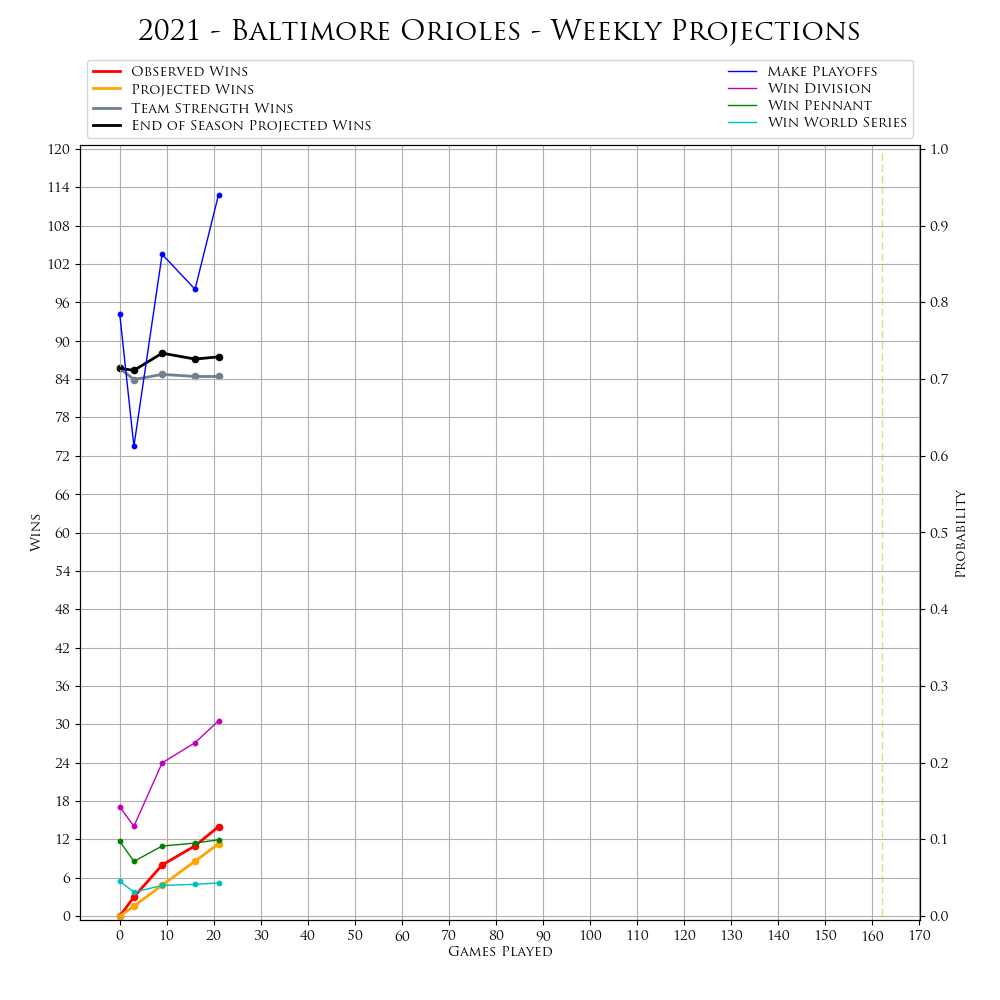 2021 - Baltimore Orioles - Weekly Projections
Observed Wins
Projected Wins
Team Strength Wins
End of Season Projected Wins
Make Playoffs
Win Division
Win Pennant
Win World Series
120
114
108
102
96
90
84
78
72
66
60
54
48
42
36
30
24
18
12
6
0
Wins
1.0
0.9
0.8
0.7
0.6
0.5
0.4
0.3
0.2
0.1
0.0
Probability
0 10 20 30 40 50 60 70 80 90 100 110 120 130 140 150 160 170
Games Played